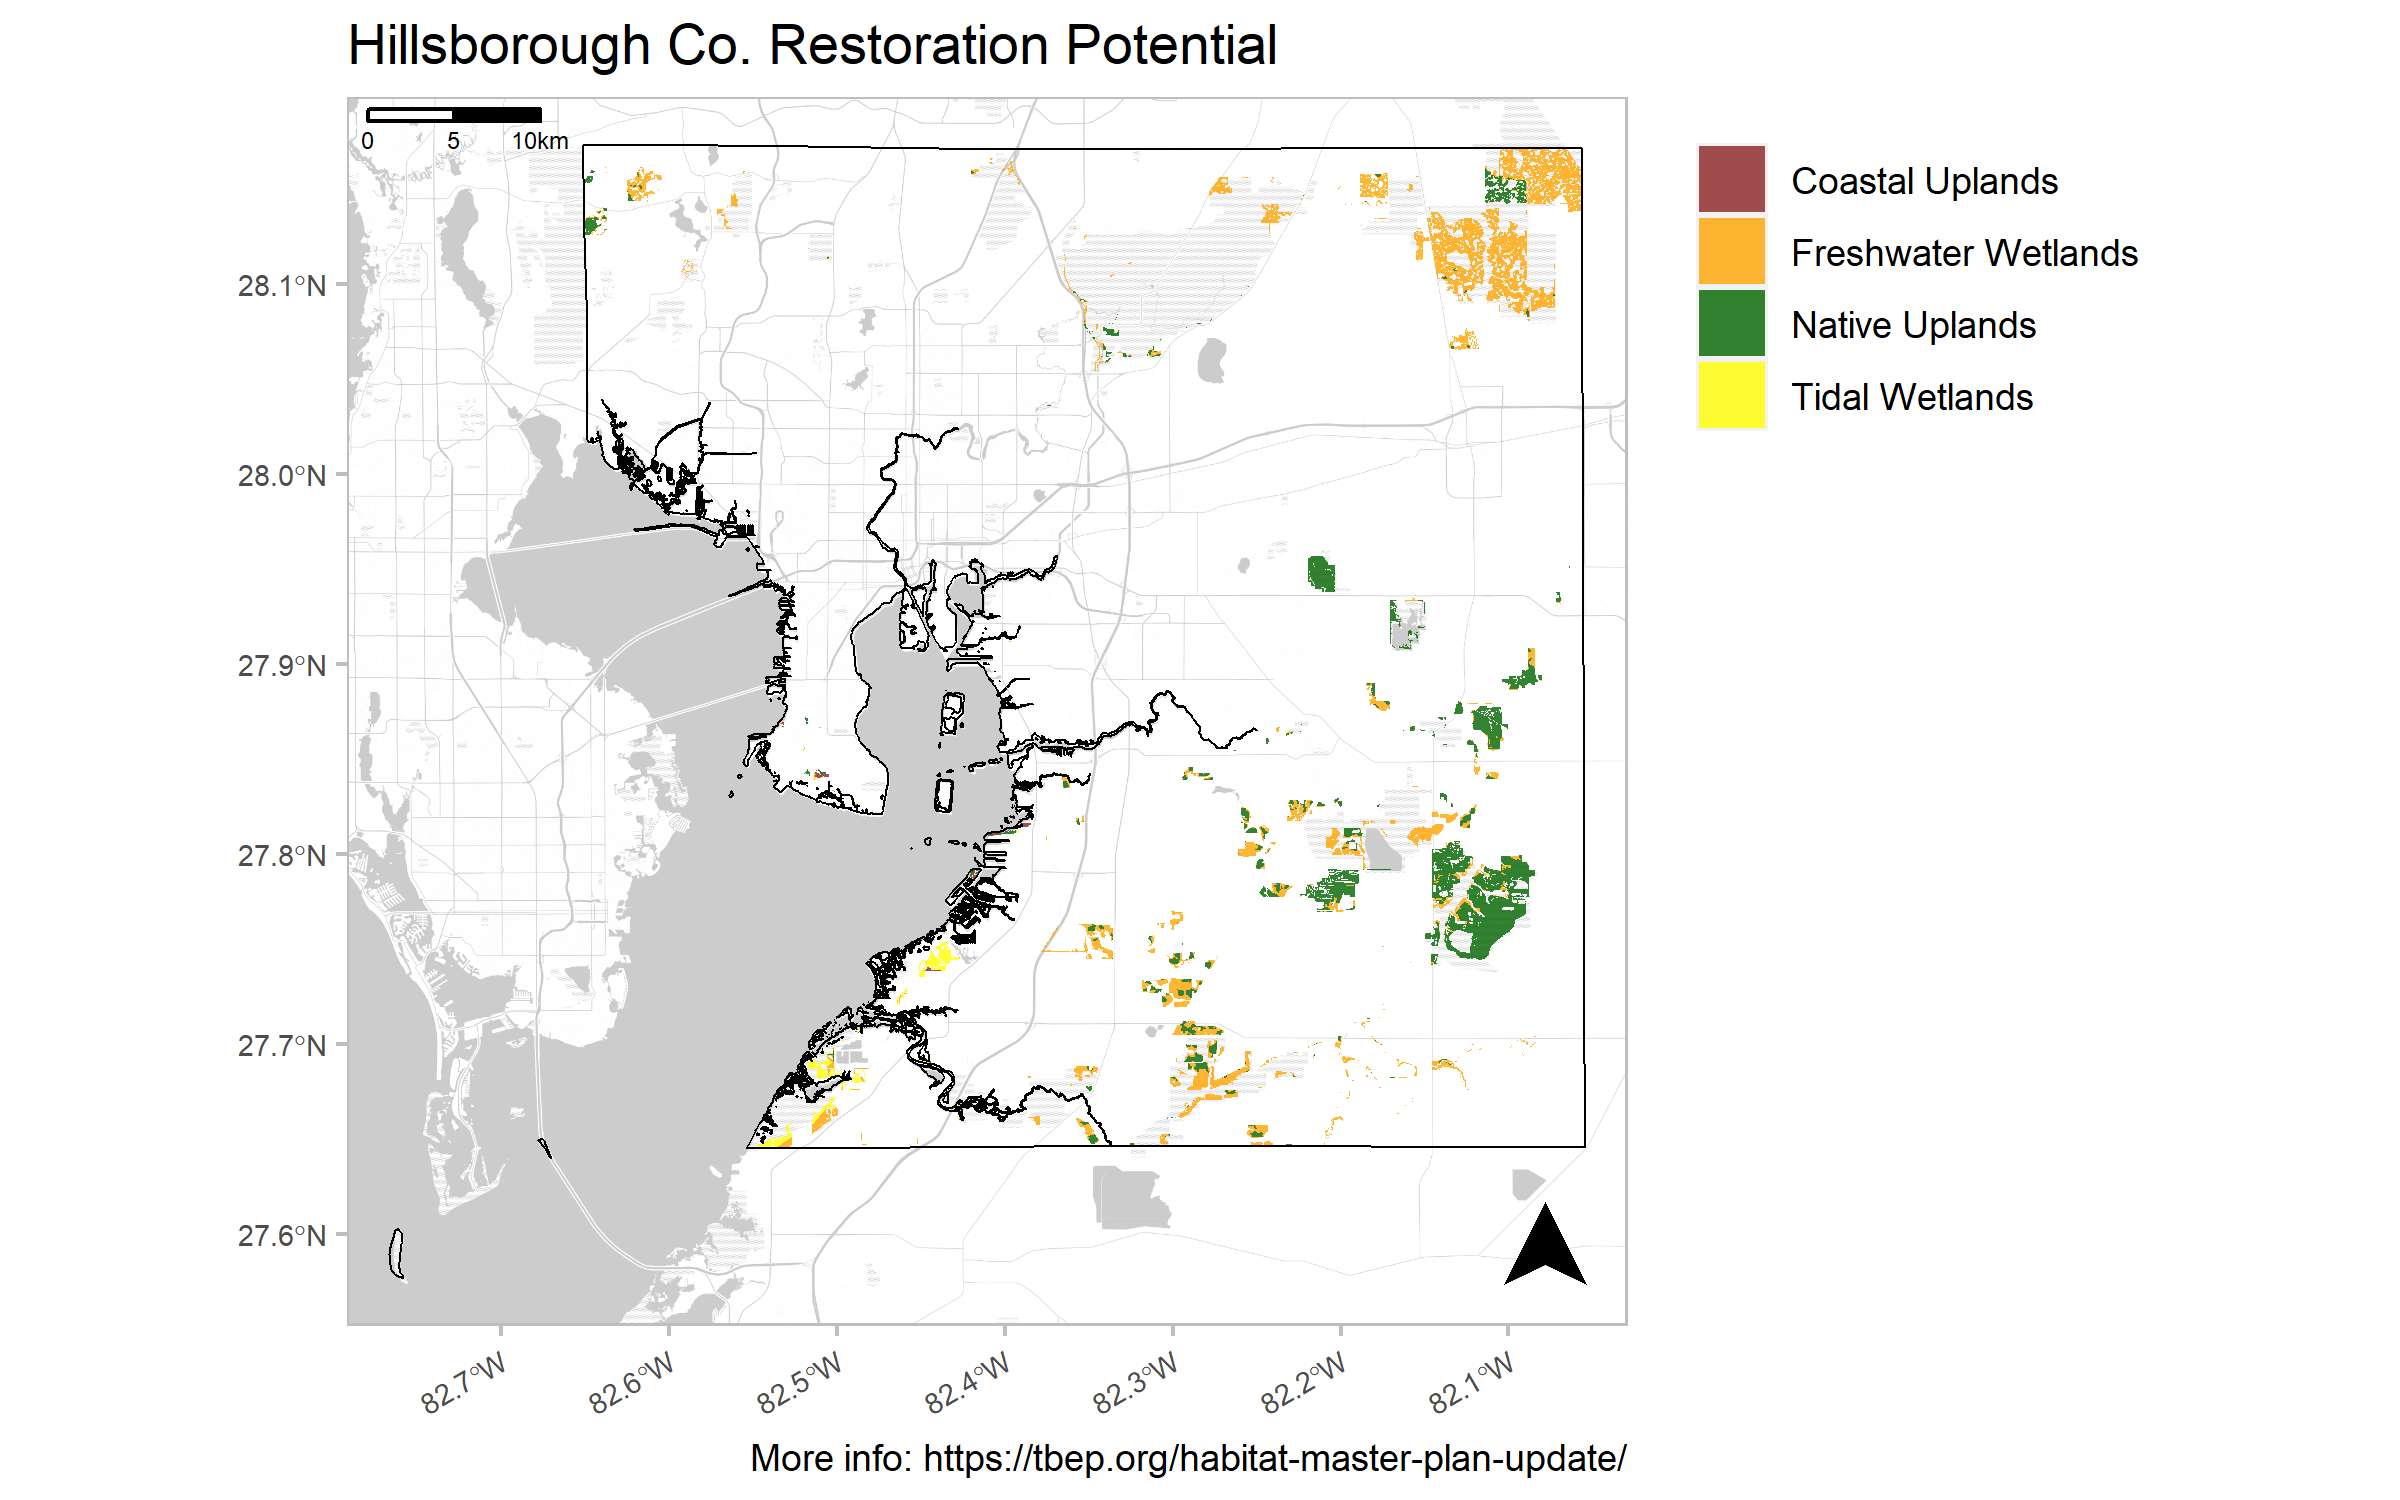 Hillsborough Co. Restoration Potential
0 5 10km
Coastal Uplands
Freshwater Wetlands
Native Uplands
Tidal Wetlands
28.1°N
28.0°N
27.9°N
27.8°N
27.7°N
27.6°N
82.7°W 82.6°W 82.5°W 82.4°W 82.3°W 82.2°W 82.1°W
More info: https://tbep.org/habitat-master-plan-update/